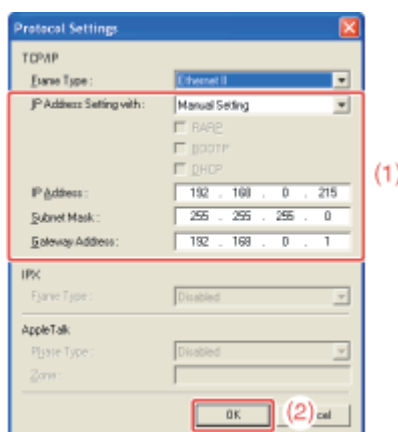 Protocol Settings
TCP/IP
Frame Type :
Ethernet II
IP Address Setting with :
Manual Setting
RARP
BOOTP
DHCP
(1)
IP Address :
192 . 168 . 0 . 215
Subnet Mask :
255 . 255 . 255 . 0
Gateway Address :
192 . 168 . 0 . 1
IPX
Frame Type :
Disabled
AppleTalk
Phase Type :
Disabled
Zone :
OK
(2)
cel